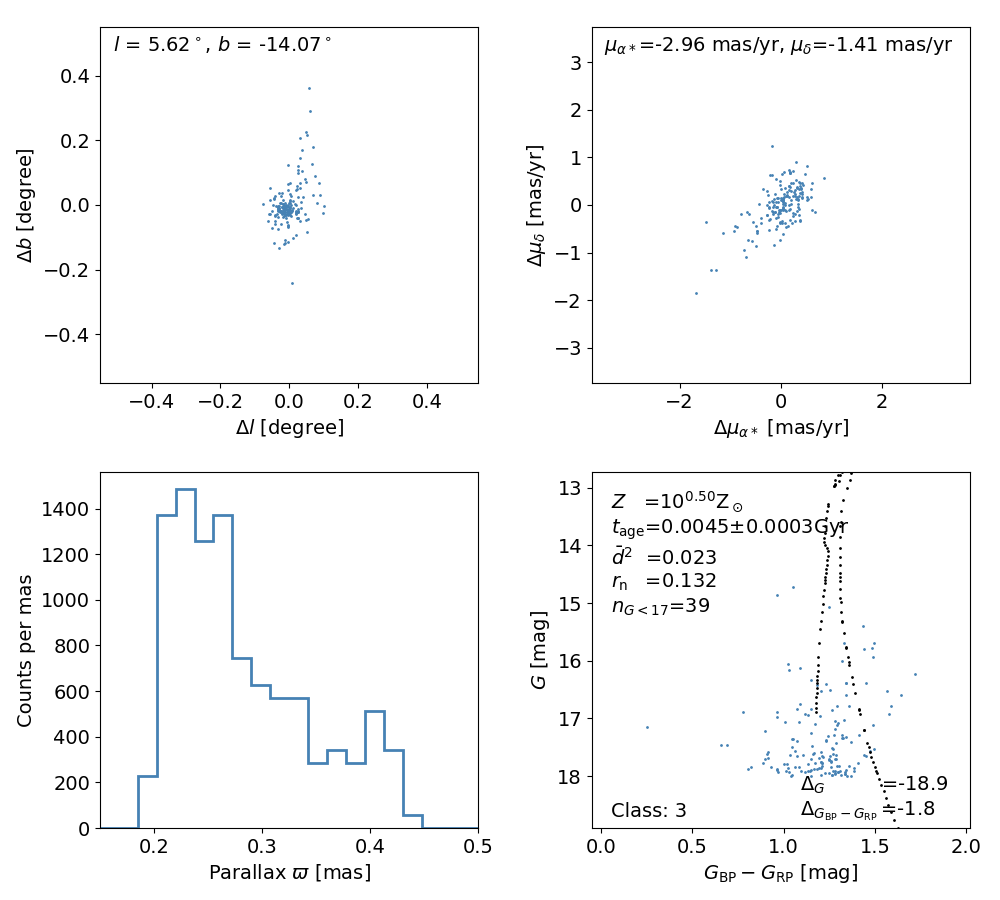 l = 5.62°, b = -14.07°
0.4
0.2
0.0
−0.2
−0.4
Δb [degree]
−0.4 −0.2 0.0 0.2 0.4
Δl [degree]
μα∗=-2.96 mas/yr, μδ=-1.41 mas/yr
3
2
1
0
−1
−2
−3
Δμδ [mas/yr]
−2 0 2
Δμα∗ [mas/yr]
1400
1200
1000
800
600
400
200
0
Counts per mas
0.2 0.3 0.4 0.5
Parallax ϖ [mas]
13
14
15
16
17
18
G [mag]
Z =10^0.50 Z⊙
t_age=0.0045±0.0003Gyr
d̄² =0.023
r_n =0.132
n_G<17=39
Δ_G =-18.9
Class: 3 Δ_G_BP−G_RP =-1.8
0.0 0.5 1.0 1.5 2.0
G_BP − G_RP [mag]